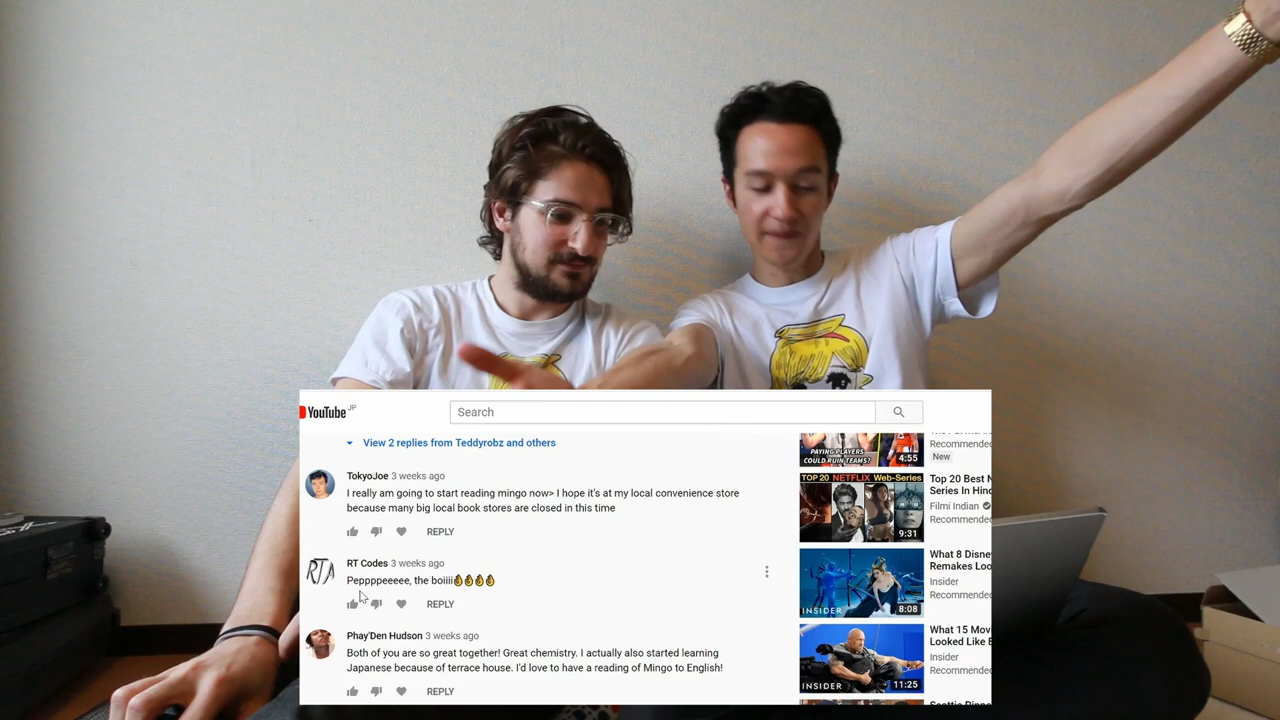 YouTube JP
Search
View 2 replies from Teddyrobz and others
TokyoJoe 3 weeks ago
I really am going to start reading mingo now> I hope it's at my local convenience store
because many big local book stores are closed in this time
REPLY
RT Codes 3 weeks ago
Peppppeeeee, the boiiii👌👌👌👌
REPLY
Phay'Den Hudson 3 weeks ago
Both of you are so great together! Great chemistry. I actually also started learning
Japanese because of terrace house. I'd love to have a reading of Mingo to English!
REPLY
PAYING PLAYERS
COULD RUIN TEAMS?
4:55
Recommended
New
TOP 20 NETFLIX Web-Series
9:31
Top 20 Best N
Series In Hind
Filmi Indian
Recommended
INSIDER
8:08
What 8 Disne
Remakes Loo
Insider
Recommended
INSIDER
11:25
What 15 Mov
Looked Like B
Insider
Recommended
RTA